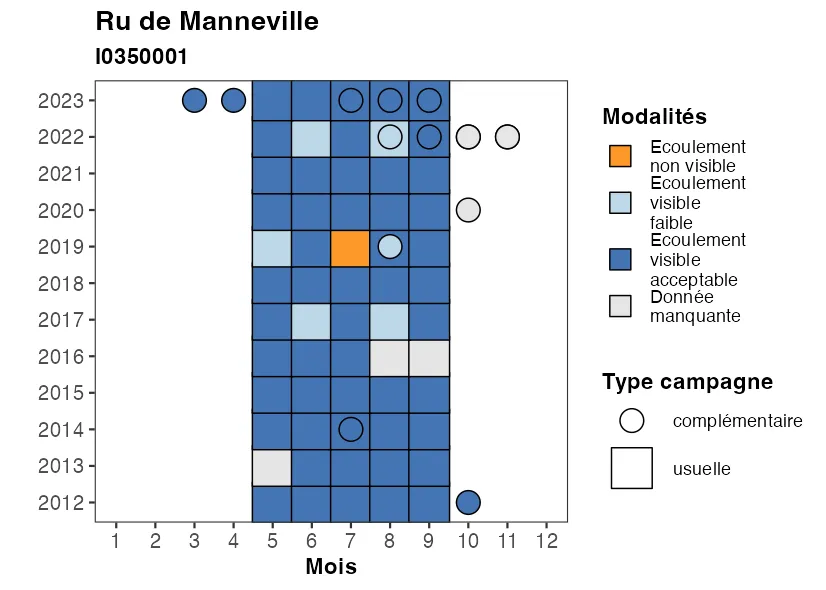 Ru de Manneville
I0350001
2023
2022
2021
2020
2019
2018
2017
2016
2015
2014
2013
2012
1 2 3 4 5 6 7 8 9 10 11 12
Mois
Modalités
Ecoulement
non visible
Ecoulement
visible
faible
Ecoulement
visible
acceptable
Donnée
manquante
Type campagne
complémentaire
usuelle